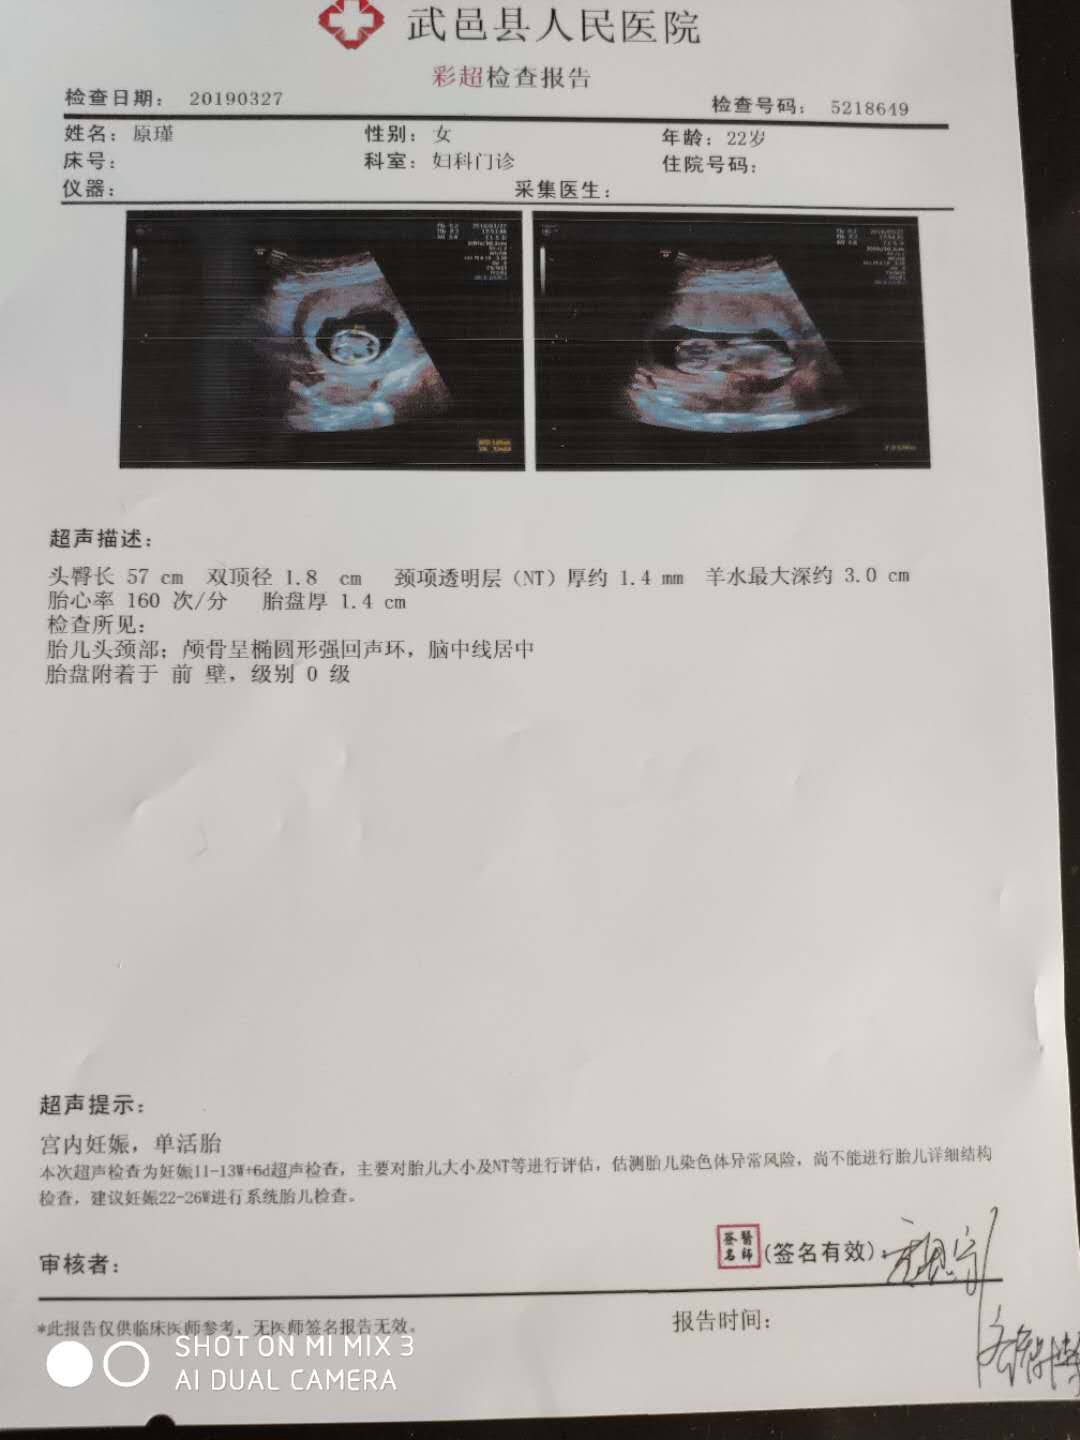 武邑县人民医院
彩超检查报告
检查日期： 20190327
检查号码： 5218649
姓名：原瑾 性别：女 年龄：22岁
床号： 科室：妇科门诊 住院号码：
仪器： 采集医生：
超声描述：
头臀长 57 cm 双顶径 1.8 cm 颈项透明层（NT）厚约 1.4 mm 羊水最大深约 3.0 cm
胎心率 160 次/分 胎盘厚 1.4 cm
检查所见：
胎儿头颈部；颅骨呈椭圆形强回声环，脑中线居中
胎盘附着于 前 壁，级别 0 级
超声提示：
宫内妊娠，单活胎
本次超声检查为妊娠11-13W+6d超声检查，主要对胎儿大小及NT等进行评估，估测胎儿染色体异常风险，尚不能进行胎儿详细结构
检查，建议妊娠22-26W进行系统胎儿检查。
审核者：
签名 醫師
(签名有效)
*此报告仅供临床医师参考，无医师签名报告无效。
报告时间：
SHOT ON MI MIX 3
AI DUAL CAMERA